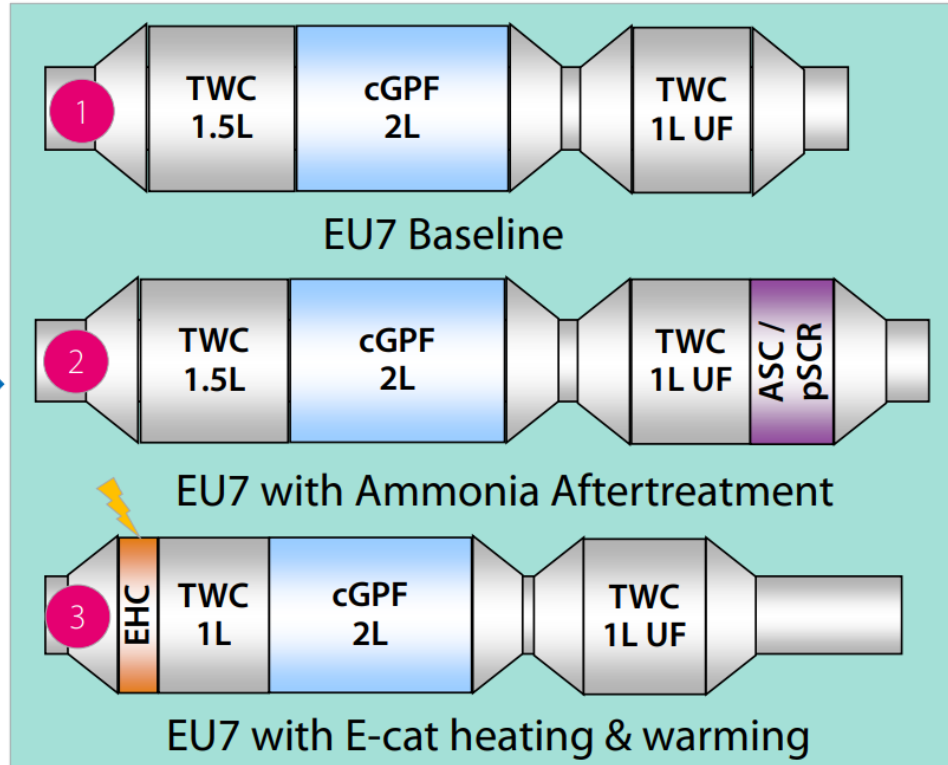 1
TWC
1.5L
cGPF
2L
TWC
1L UF
EU7 Baseline
2
TWC
1.5L
cGPF
2L
TWC
1L UF
ASC /
pSCR
EU7 with Ammonia Aftertreatment
3
EHC
TWC
1L
cGPF
2L
TWC
1L UF
EU7 with E-cat heating & warming